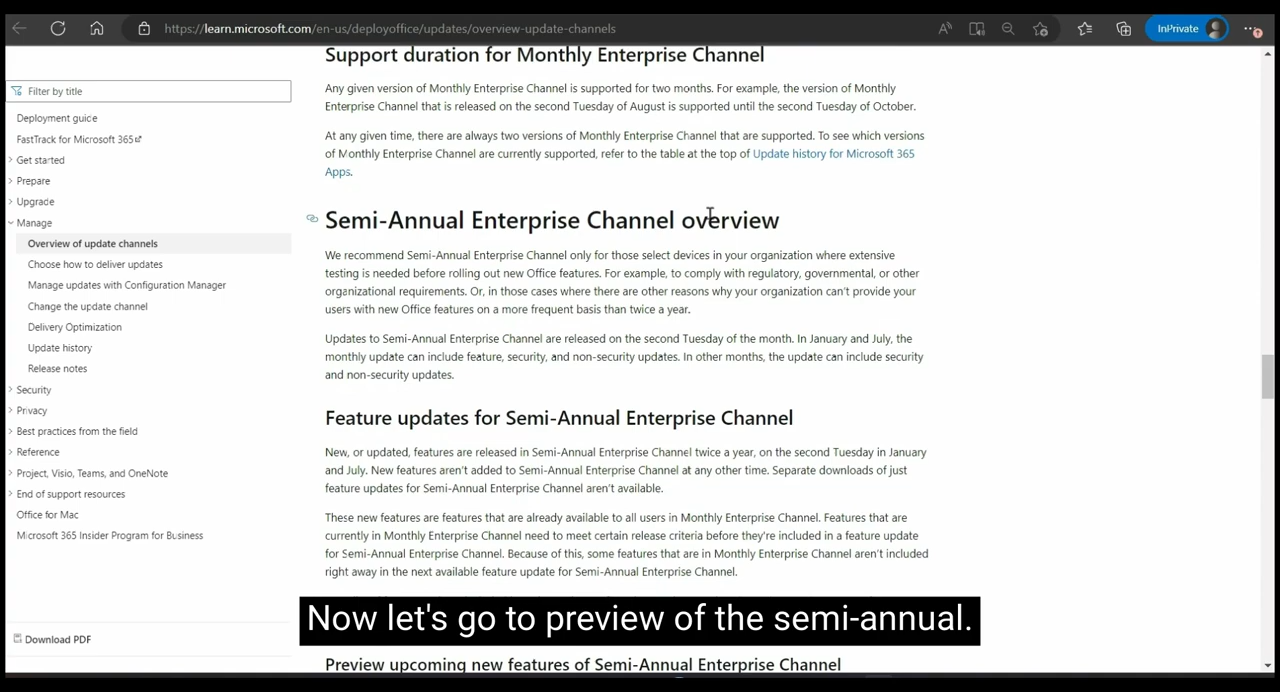 https://learn.microsoft.com/en-us/deployoffice/updates/overview-update-channels
InPrivate
Filter by title
Deployment guide
FastTrack for Microsoft 365
Get started
Prepare
Upgrade
Manage
Overview of update channels
Choose how to deliver updates
Manage updates with Configuration Manager
Change the update channel
Delivery Optimization
Update history
Release notes
Security
Privacy
Best practices from the field
Reference
Project, Visio, Teams, and OneNote
End of support resources
Office for Mac
Microsoft 365 Insider Program for Business
Download PDF
Support duration for Monthly Enterprise Channel
Any given version of Monthly Enterprise Channel is supported for two months. For example, the version of Monthly
Enterprise Channel that is released on the second Tuesday of August is supported until the second Tuesday of October.
At any given time, there are always two versions of Monthly Enterprise Channel that are supported. To see which versions
of Monthly Enterprise Channel are currently supported, refer to the table at the top of Update history for Microsoft 365
Apps.
Semi-Annual Enterprise Channel overview
We recommend Semi-Annual Enterprise Channel only for those select devices in your organization where extensive
testing is needed before rolling out new Office features. For example, to comply with regulatory, governmental, or other
organizational requirements. Or, in those cases where there are other reasons why your organization can't provide your
users with new Office features on a more frequent basis than twice a year.
Updates to Semi-Annual Enterprise Channel are released on the second Tuesday of the month. In January and July, the
monthly update can include feature, security, and non-security updates. In other months, the update can include security
and non-security updates.
Feature updates for Semi-Annual Enterprise Channel
New, or updated, features are released in Semi-Annual Enterprise Channel twice a year, on the second Tuesday in January
and July. New features aren't added to Semi-Annual Enterprise Channel at any other time. Separate downloads of just
feature updates for Semi-Annual Enterprise Channel aren't available.
These new features are features that are already available to all users in Monthly Enterprise Channel. Features that are
currently in Monthly Enterprise Channel need to meet certain release criteria before they're included in a feature update
for Semi-Annual Enterprise Channel. Because of this, some features that are in Monthly Enterprise Channel aren't included
right away in the next available feature update for Semi-Annual Enterprise Channel.
Now let's go to preview of the semi-annual.
Preview upcoming new features of Semi-Annual Enterprise Channel